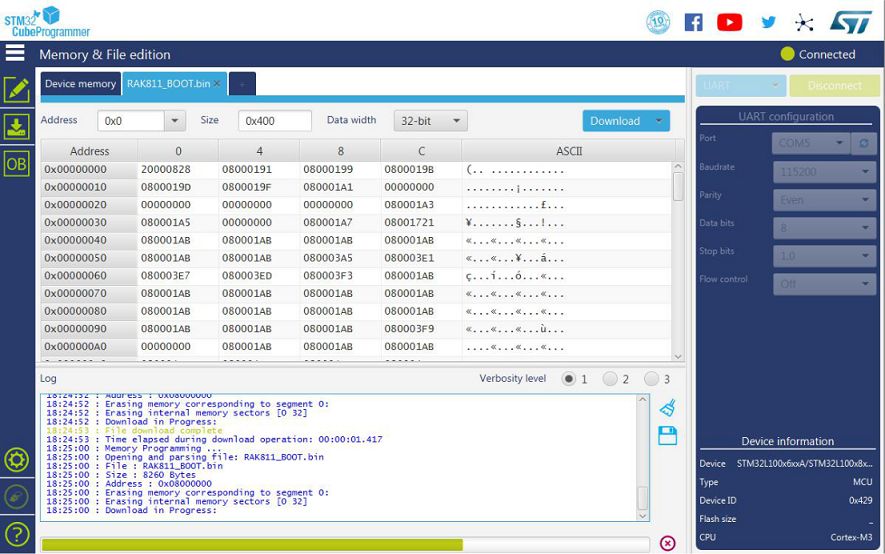 STM32
CubeProgrammer
Memory & File edition
Connected
Device memory RAK811_BOOT.bin × +
Address 0x0 Size 0x400 Data width 32-bit Download
Address 0 4 8 C ASCII
0x00000000 20000828 08000191 08000199 0800019B (.. ............
0x00000010 0800019D 0800019F 080001A1 00000000 ........¡.......
0x00000020 00000000 00000000 00000000 080001A3 ............£...
0x00000030 080001A5 00000000 080001A7 08001721 ¥.......§...!...
0x00000040 080001AB 080001AB 080001AB 080001AB «...«...«...«...
0x00000050 080001AB 080001AB 080003A5 080003E1 «...«...¥...á...
0x00000060 080003E7 080003ED 080003F3 080001AB ç...í...ó...«...
0x00000070 080001AB 080001AB 080001AB 080001AB «...«...«...«...
0x00000080 080001AB 080001AB 080001AB 080001AB «...«...«...«...
0x00000090 080001AB 080001AB 080001AB 080003F9 «...«...«...ù...
0x000000A0 00000000 080001AB 080001AB 080001AB ....«...«...«...
Log Verbosity level 1 2 3
18:24:52 : Address : 0x08000000
18:24:52 : Erasing memory corresponding to segment 0:
18:24:52 : Erasing internal memory sectors [0 32]
18:24:52 : Download in Progress:
18:24:53 : File download complete
18:24:53 : Time elapsed during download operation: 00:00:01.417
18:25:00 : Memory Programming ...
18:25:00 : Opening and parsing file: RAK811_BOOT.bin
18:25:00 : File : RAK811_BOOT.bin
18:25:00 : Size : 8260 Bytes
18:25:00 : Address : 0x08000000
18:25:00 : Erasing memory corresponding to segment 0:
18:25:00 : Erasing internal memory sectors [0 32]
18:25:00 : Download in Progress:
OB
?
UART Disconnect
UART configuration
Port COM5
Baudrate 115200
Parity Even
Data bits 8
Stop bits 1.0
Flow control Off
Device information
Device STM32L100x6xxA/STM32L100x8x...
Type MCU
Device ID 0x429
Flash size _
CPU Cortex-M3